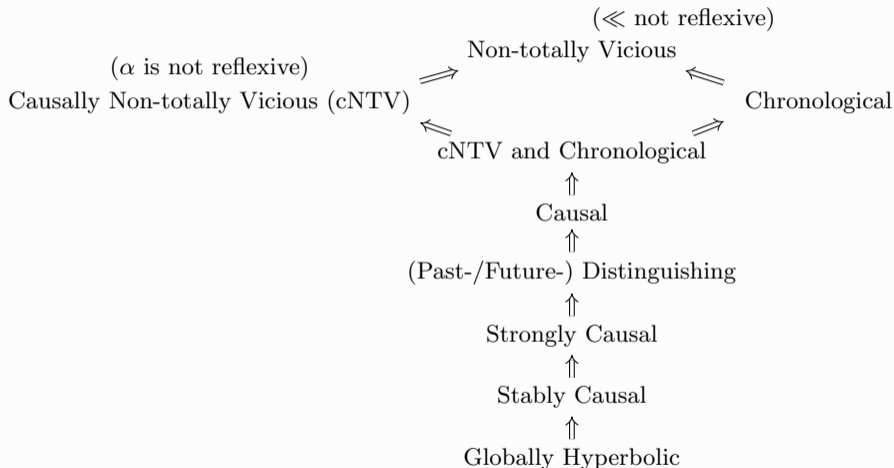 (≪ not reflexive)
Non-totally Vicious
(α is not reflexive)
⇒ ⇐
Causally Non-totally Vicious (cNTV) Chronological
⇐ ⇒
cNTV and Chronological
⇑
Causal
⇑
(Past-/Future-) Distinguishing
⇑
Strongly Causal
⇑
Stably Causal
⇑
Globally Hyperbolic